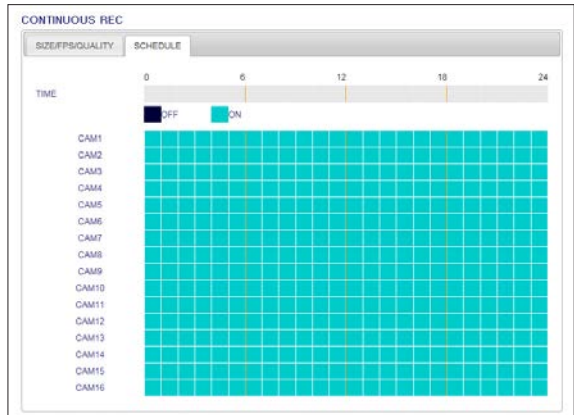 CONTINUOUS REC
SIZE/FPS/QUALITY SCHEDULE
0 6 12 18 24
TIME
OFF ON
CAM1
CAM2
CAM3
CAM4
CAM5
CAM6
CAM7
CAM8
CAM9
CAM10
CAM11
CAM12
CAM13
CAM14
CAM15
CAM16